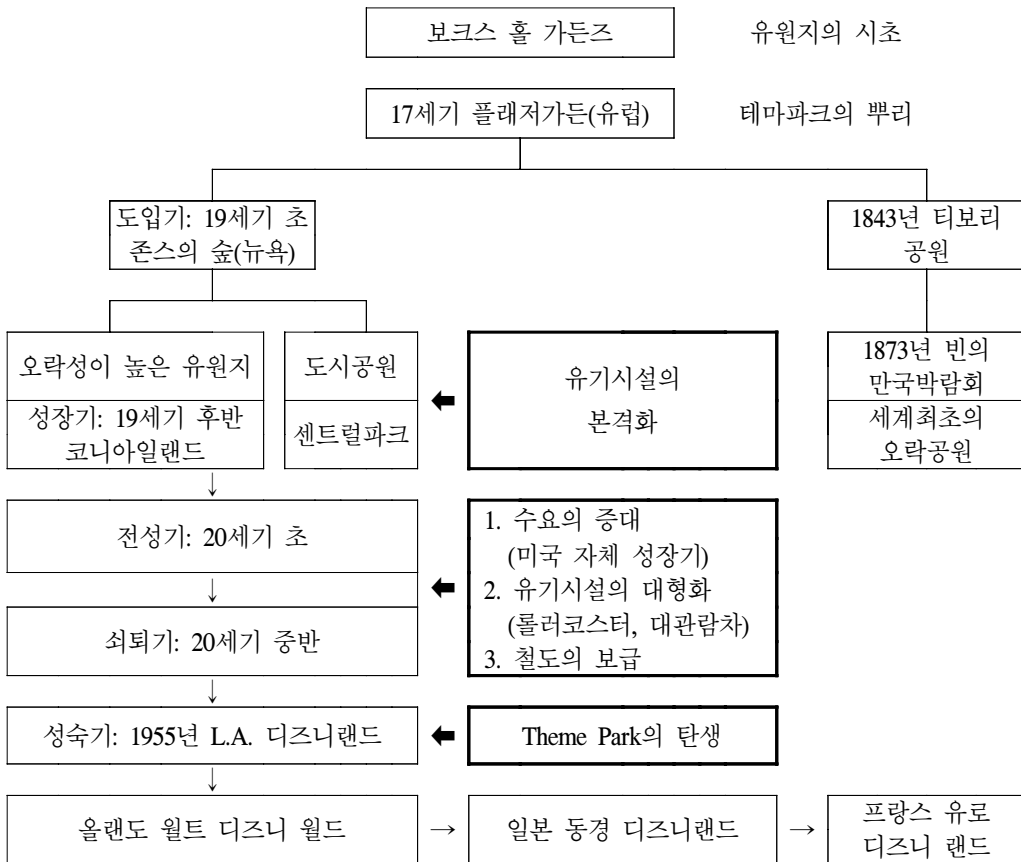 보크스 홀 가든즈
유원지의 시초
17세기 플래저가든(유럽)
테마파크의 뿌리
도입기: 19세기 초
존스의 숲(뉴욕)
1843년 티보리
공원
오락성이 높은 유원지
성장기: 19세기 후반
코니아일랜드
도시공원
센트럴파크
유기시설의
본격화
1873년 빈의
만국박람회
세계최초의
오락공원
전성기: 20세기 초
쇠퇴기: 20세기 중반
1. 수요의 증대
(미국 자체 성장기)
2. 유기시설의 대형화
(롤러코스터, 대관람차)
3. 철도의 보급
성숙기: 1955년 L.A. 디즈니랜드
Theme Park의 탄생
올랜도 월트 디즈니 월드
일본 동경 디즈니랜드
프랑스 유로
디즈니 랜드